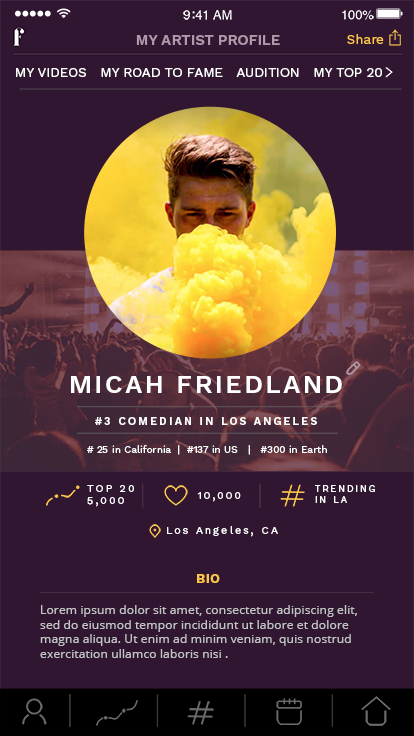 9:41 AM 100%
f MY ARTIST PROFILE Share
MY VIDEOS MY ROAD TO FAME AUDITION MY TOP 20
MICAH FRIEDLAND
#3 COMEDIAN IN LOS ANGELES
# 25 in California | #137 in US | #300 in Earth
TOP 20 10,000 TRENDING
5,000 IN LA
Los Angeles, CA
BIO
Lorem ipsum dolor sit amet, consectetur adipiscing elit,
sed do eiusmod tempor incididunt ut labore et dolore
magna aliqua. Ut enim ad minim veniam, quis nostrud
exercitation ullamco laboris nisi .